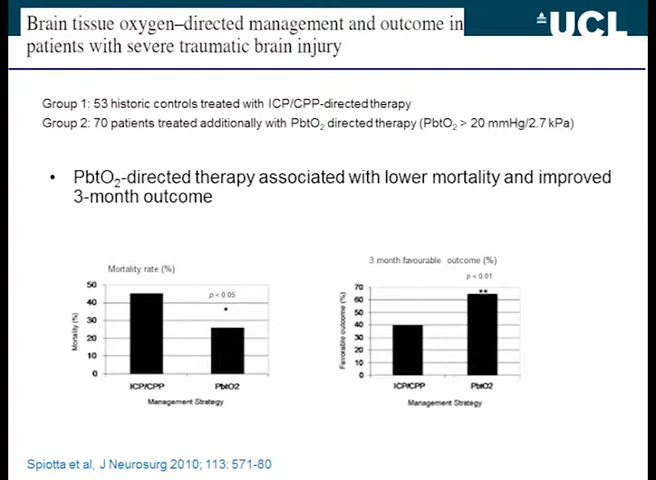 Brain tissue oxygen–directed management and outcome in
patients with severe traumatic brain injury
UCL
Group 1: 53 historic controls treated with ICP/CPP-directed therapy
Group 2: 70 patients treated additionally with PbtO2 directed therapy (PbtO2 > 20 mmHg/2.7 kPa)
• PbtO2-directed therapy associated with lower mortality and improved
3-month outcome
Mortality rate (%)
p < 0.05
*
Mortality (%)
50
40
30
20
10
0
ICP/CPP
PbtO2
Management Strategy
3 month favourable outcome (%)
p < 0.01
**
Favorable outcome (%)
70
60
50
40
30
20
10
0
ICP/CPP
PbtO2
Management Strategy
Spiotta et al, J Neurosurg 2010; 113: 571-80